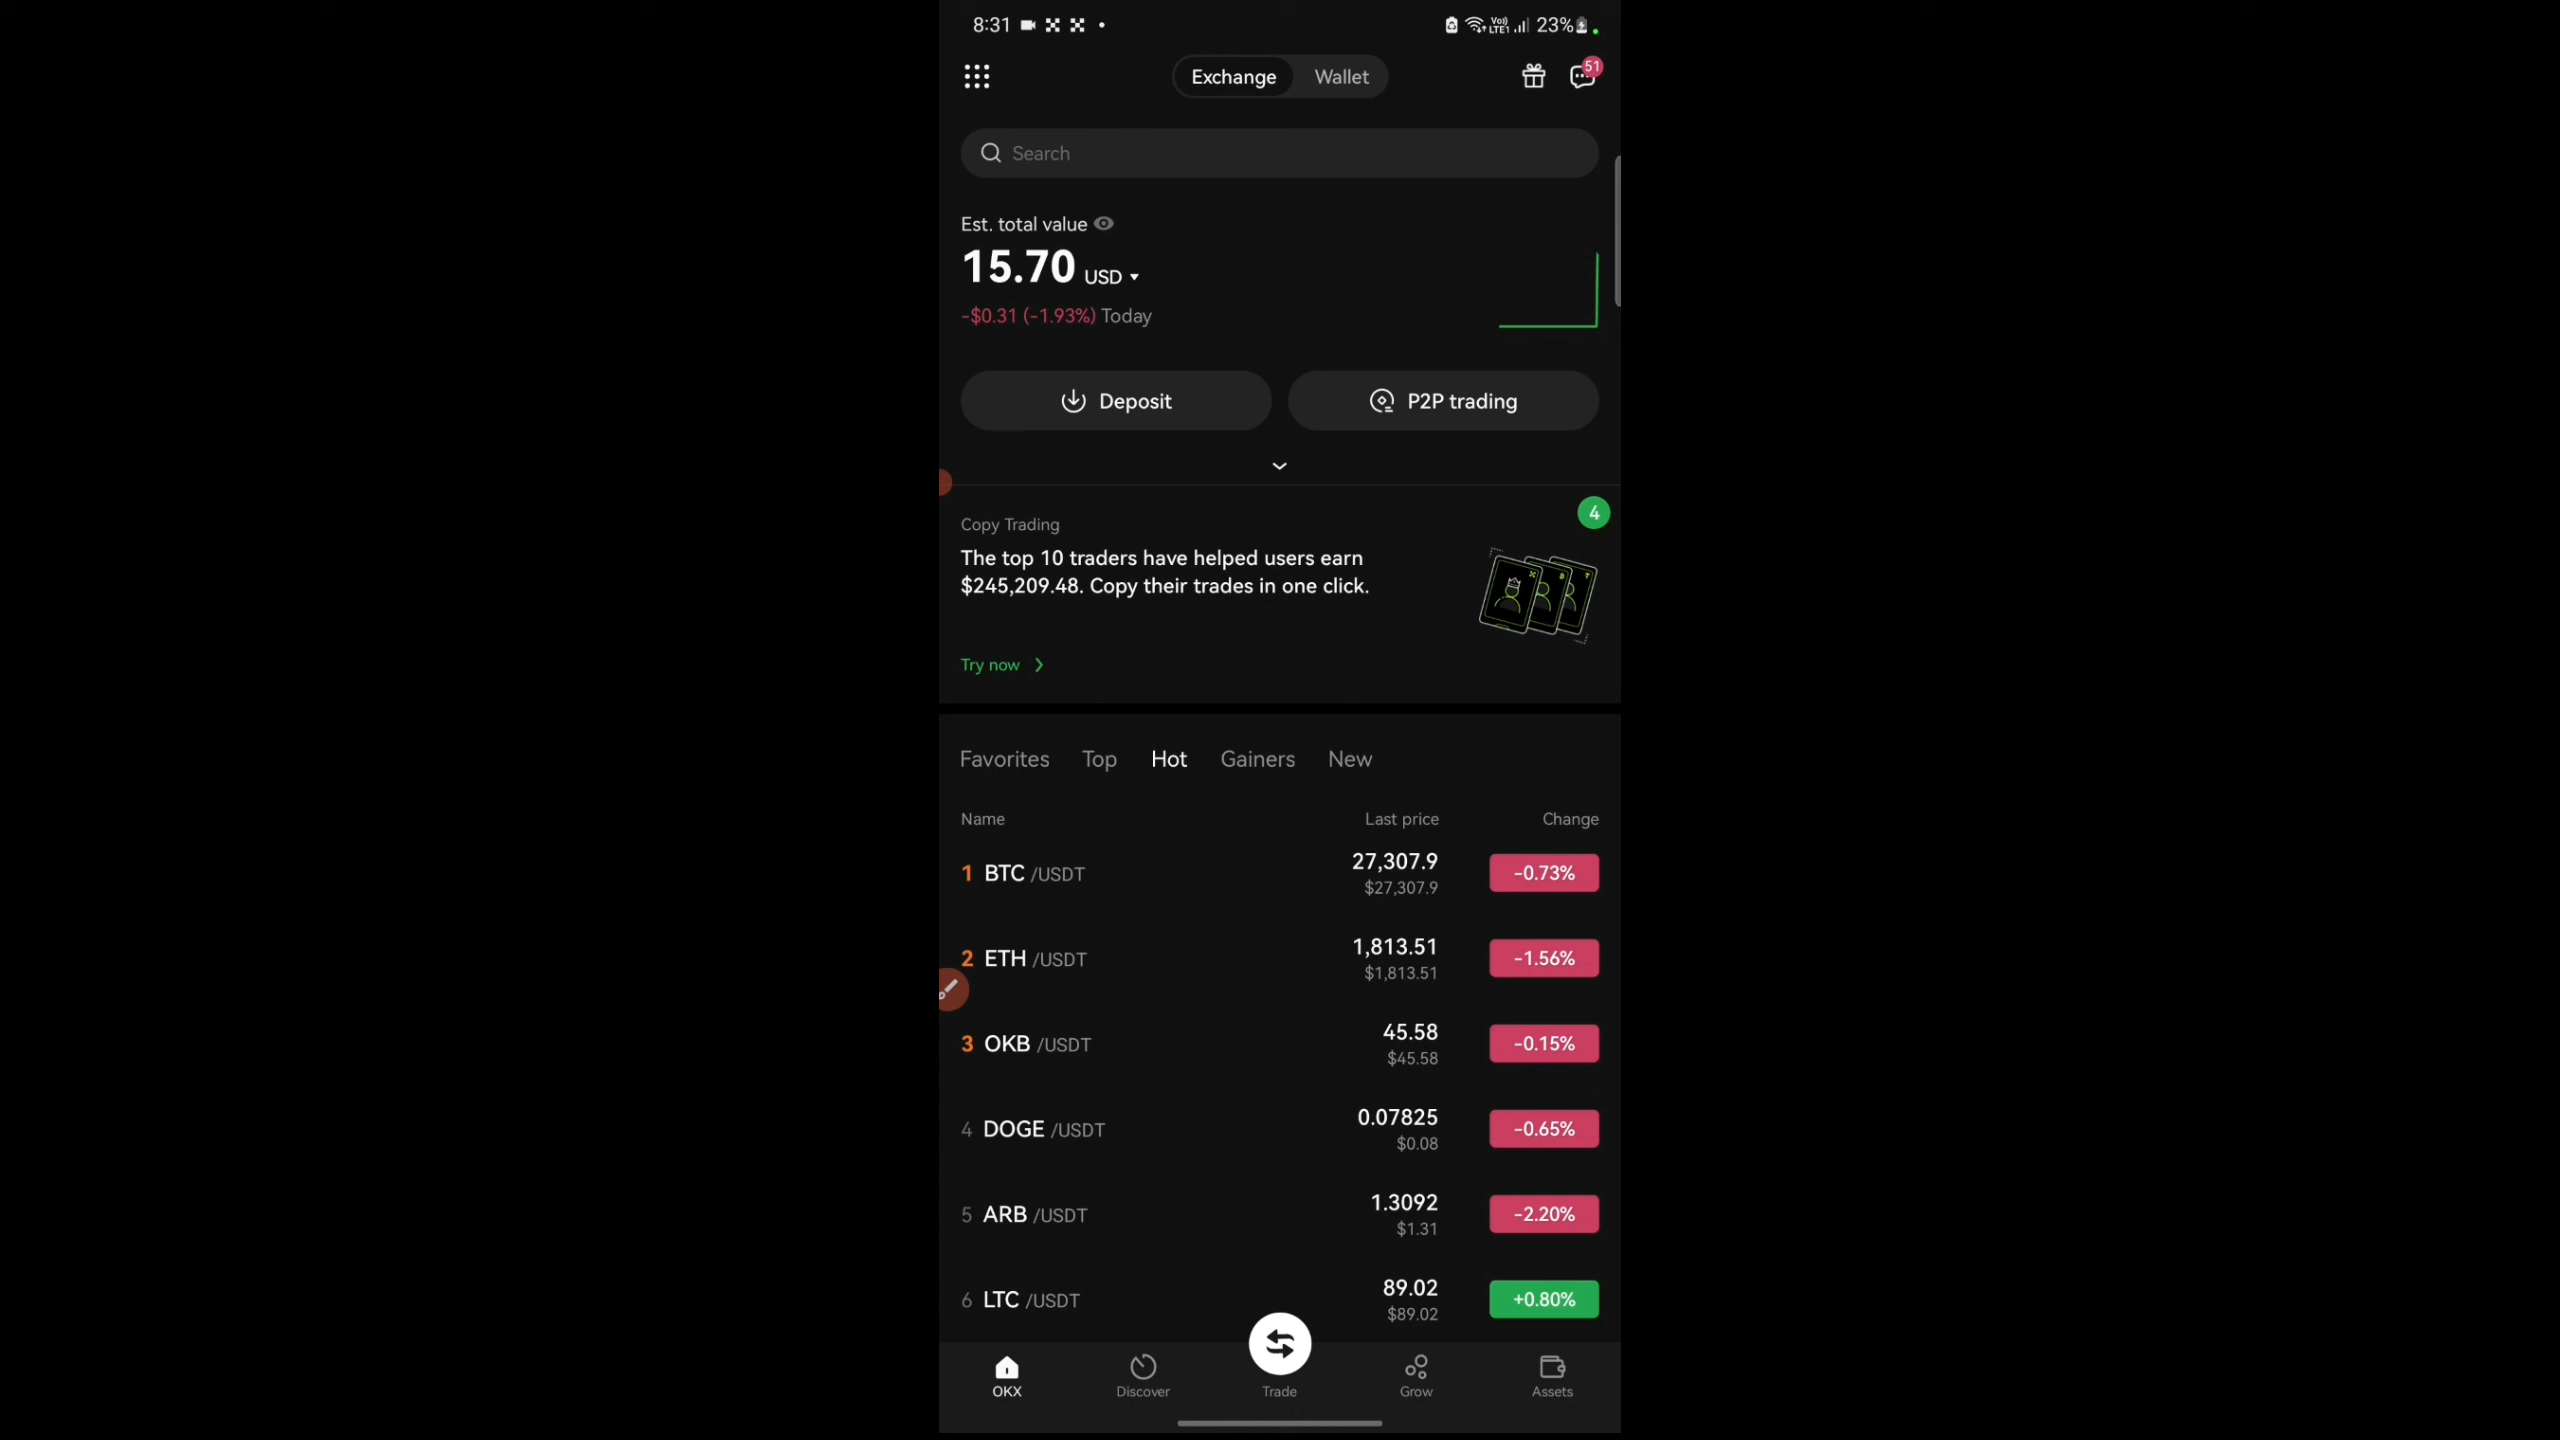 8:31
Vo) LTE1 23%
Exchange Wallet 51
Search
Est. total value
15.70 USD
-$0.31 (-1.93%) Today
Deposit P2P trading
Copy Trading 4
The top 10 traders have helped users earn
$245,209.48. Copy their trades in one click.
Try now
Favorites Top Hot Gainers New
Name Last price Change
1 BTC /USDT 27,307.9 -0.73%
$27,307.9
2 ETH /USDT 1,813.51 -1.56%
$1,813.51
3 OKB /USDT 45.58 -0.15%
$45.58
4 DOGE /USDT 0.07825 -0.65%
$0.08
5 ARB /USDT 1.3092 -2.20%
$1.31
6 LTC /USDT 89.02 +0.80%
$89.02
OKX Discover Trade Grow Assets